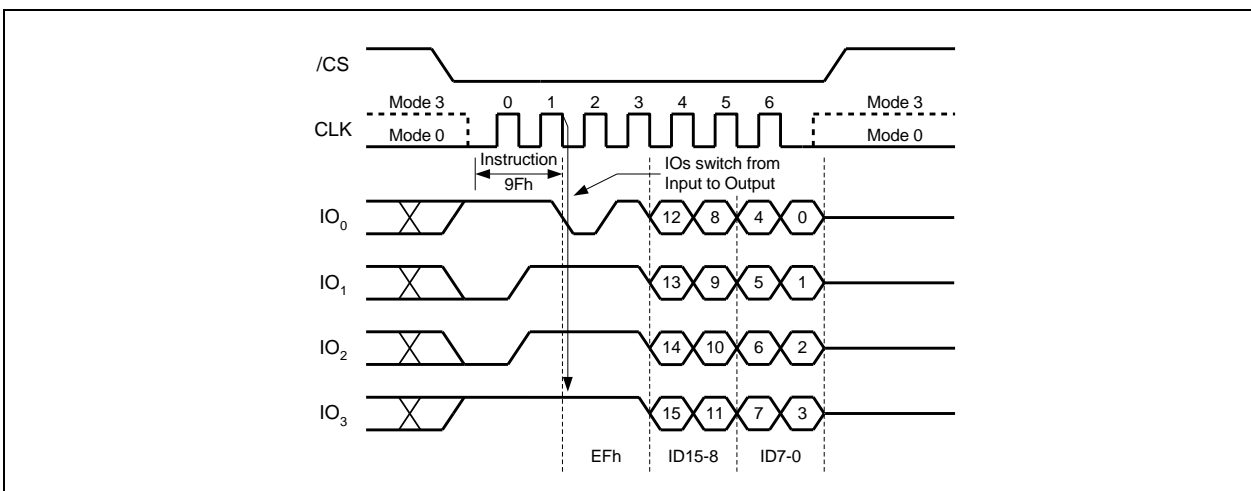 /CS
Mode 3 0 1 2 3 4 5 6 Mode 3
CLK
Mode 0 Mode 0
Instruction
9Fh
IOs switch from
Input to Output
IO0 12 8 4 0
IO1 13 9 5 1
IO2 14 10 6 2
IO3 15 11 7 3
EFh ID15-8 ID7-0